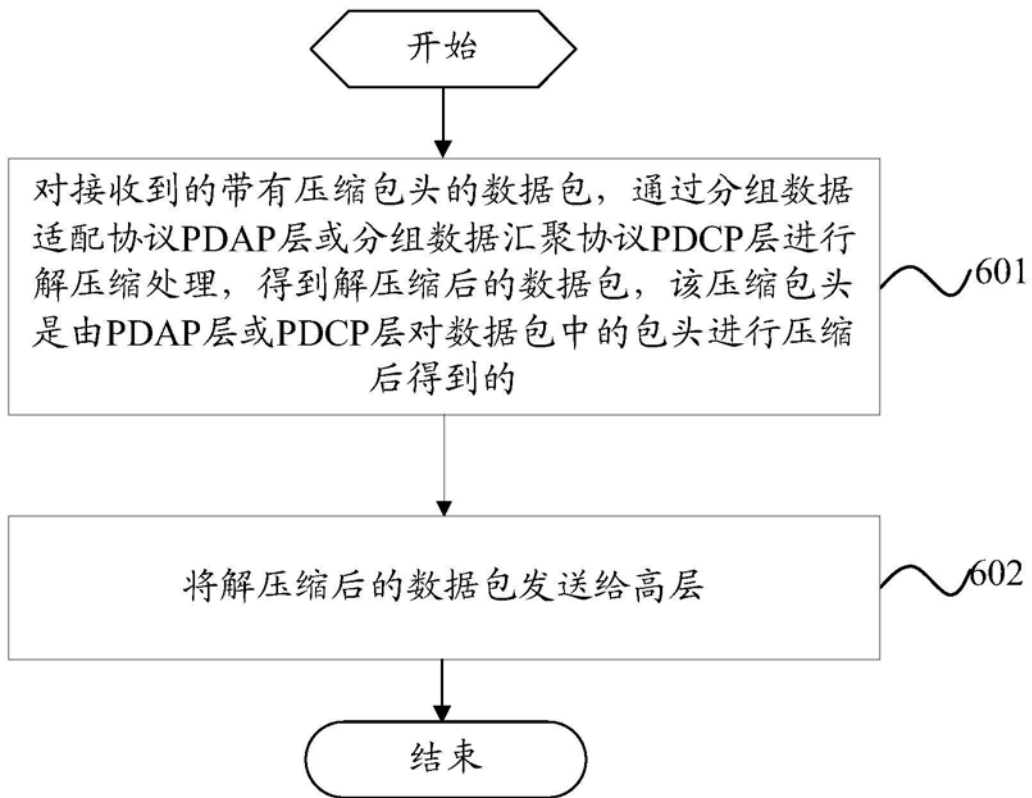 开始
对接收到的带有压缩包头的数据包，通过分组数据
适配协议PDAP层或分组数据汇聚协议PDCP层进行
解压缩处理，得到解压缩后的数据包，该压缩包头
是由PDAP层或PDCP层对数据包中的包头进行压缩
后得到的
601
将解压缩后的数据包发送给高层
602
结束